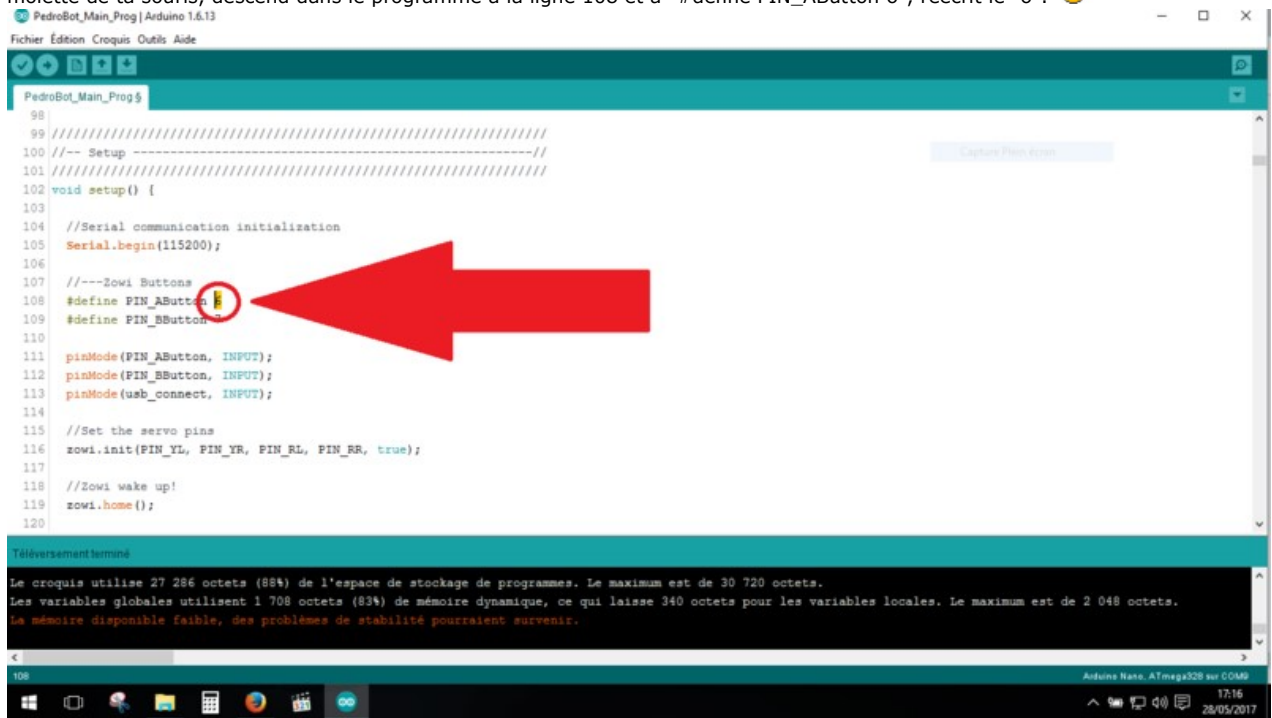 molette de ta souris, descend dans le programme à la ligne 108 et à "#define PIN_AButton 6", réécrit le "6".
PedroBot_Main_Prog | Arduino 1.6.13
Fichier Édition Croquis Outils Aide
PedroBot_Main_Prog §
98
99 ///////////////////////////////////////////////////////////////////
100 //-- Setup ------------------------------------------------------//
101 ///////////////////////////////////////////////////////////////////
102 void setup() {
103
104 //Serial communication initialization
105 Serial.begin(115200);
106
107 //---Zowi Buttons
108 #define PIN_AButton 6
109 #define PIN_BButton 7
110
111 pinMode(PIN_AButton, INPUT);
112 pinMode(PIN_BButton, INPUT);
113 pinMode(usb_connect, INPUT);
114
115 //Set the servo pins
116 zowi.init(PIN_YL, PIN_YR, PIN_RL, PIN_RR, true);
117
118 //Zowi wake up!
119 zowi.home();
120
Capture Plein écran
Téléversement terminé
Le croquis utilise 27 286 octets (88%) de l'espace de stockage de programmes. Le maximum est de 30 720 octets.
Les variables globales utilisent 1 708 octets (83%) de mémoire dynamique, ce qui laisse 340 octets pour les variables locales. Le maximum est de 2 048 octets.
La mémoire disponible faible, des problèmes de stabilité pourraient survenir.
108
Arduino Nano, ATmega328 sur COM9
17:16
28/05/2017